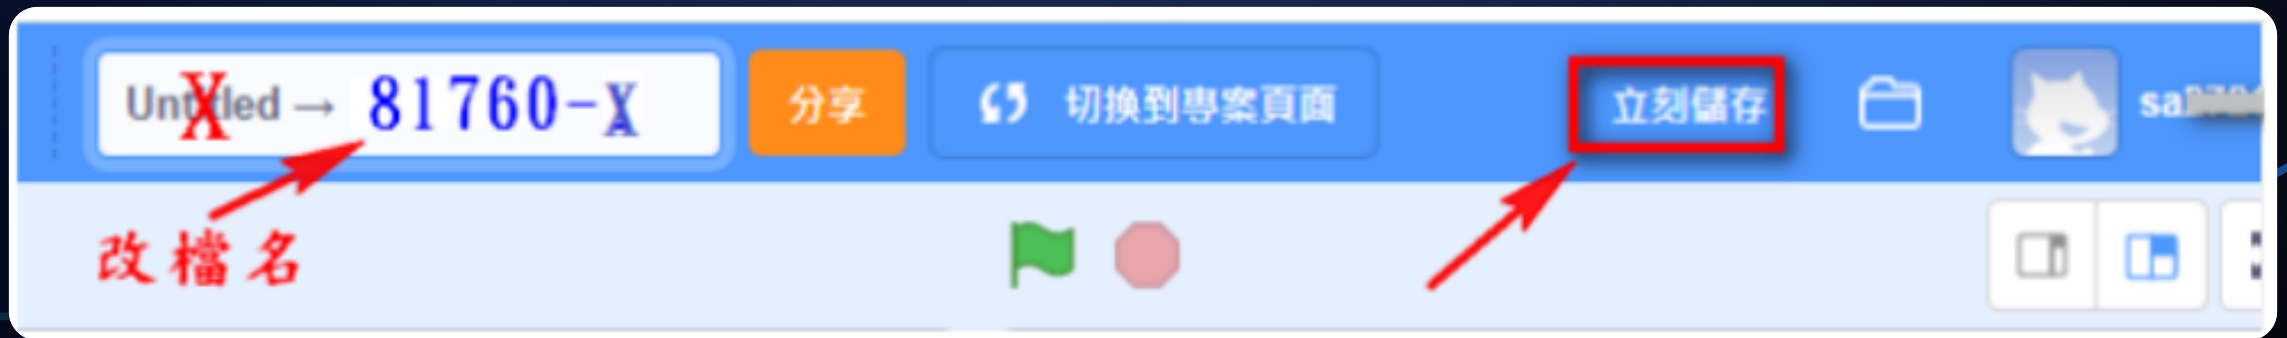 Untitled → 81760-X 分享 切換到專案頁面 立刻儲存
改檔名